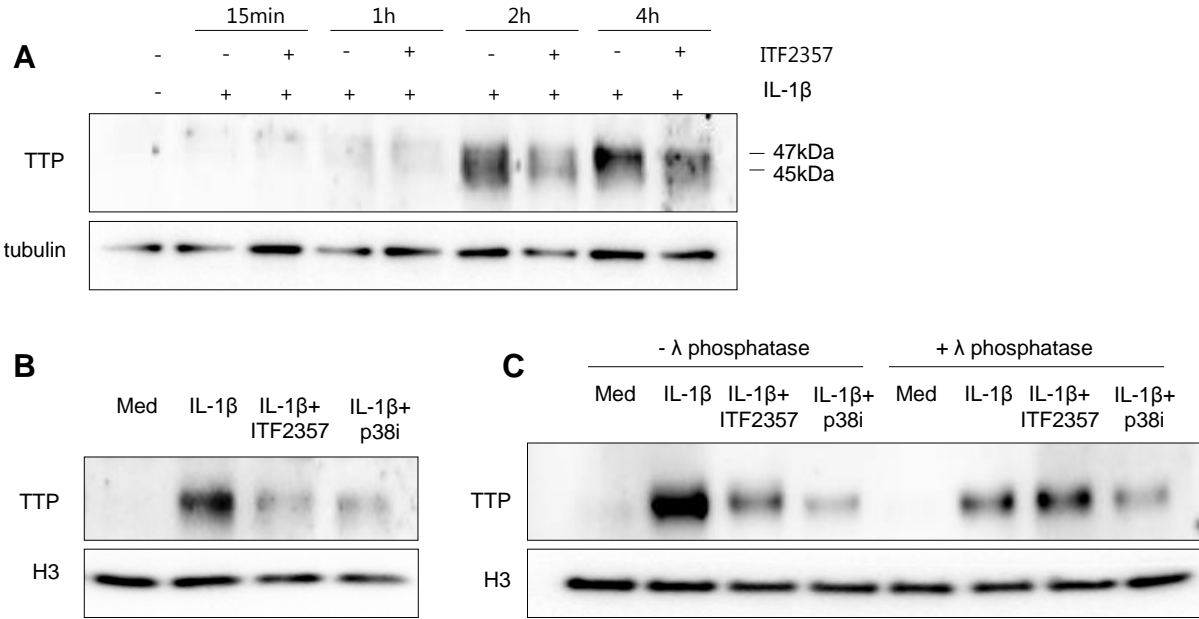 15min 1h 2h 4h
A - - + - + - + - + ITF2357
- + + + + + + + + IL-1β
TTP
47kDa
45kDa
tubulin
B
Med IL-1β IL-1β+ IL-1β+
ITF2357 p38i
TTP
H3
C
- λ phosphatase + λ phosphatase
Med IL-1β IL-1β+ IL-1β+ Med IL-1β IL-1β+ IL-1β+
ITF2357 p38i ITF2357 p38i
TTP
H3